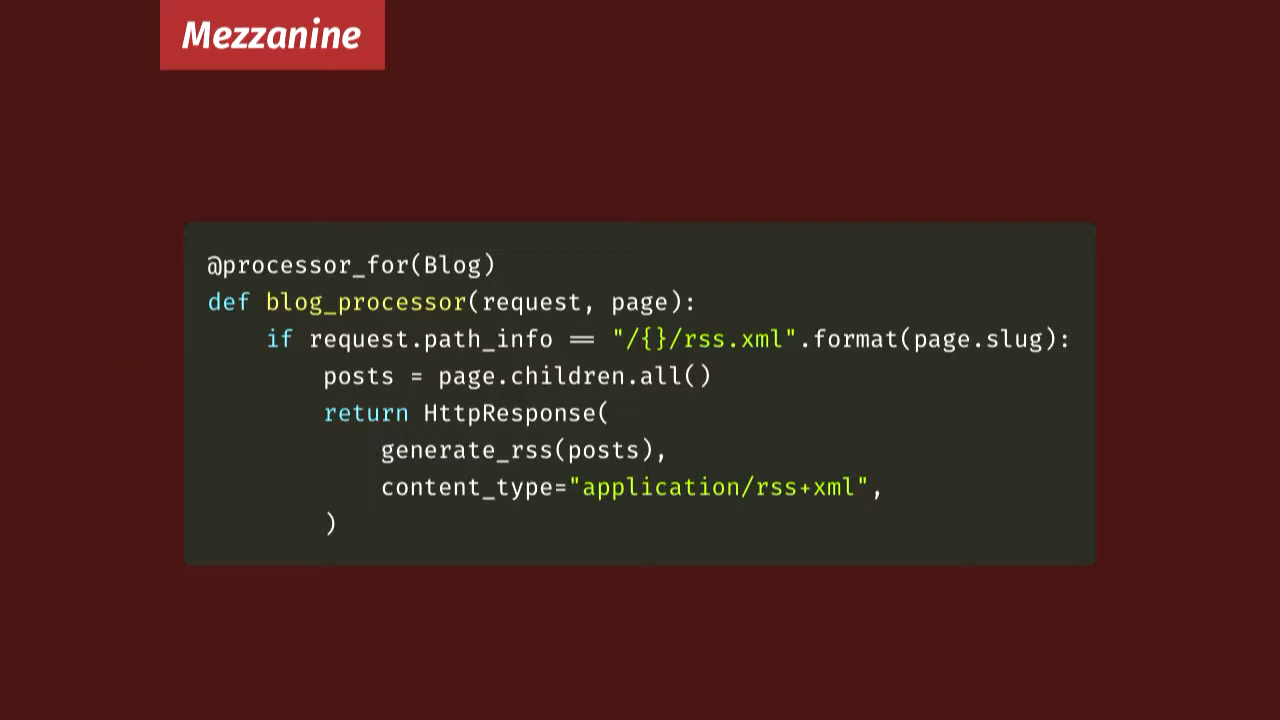 Mezzanine
@processor_for(Blog)
def blog_processor(request, page):
    if request.path_info == "/{}/rss.xml".format(page.slug):
        posts = page.children.all()
        return HttpResponse(
            generate_rss(posts),
            content_type="application/rss+xml",
        )